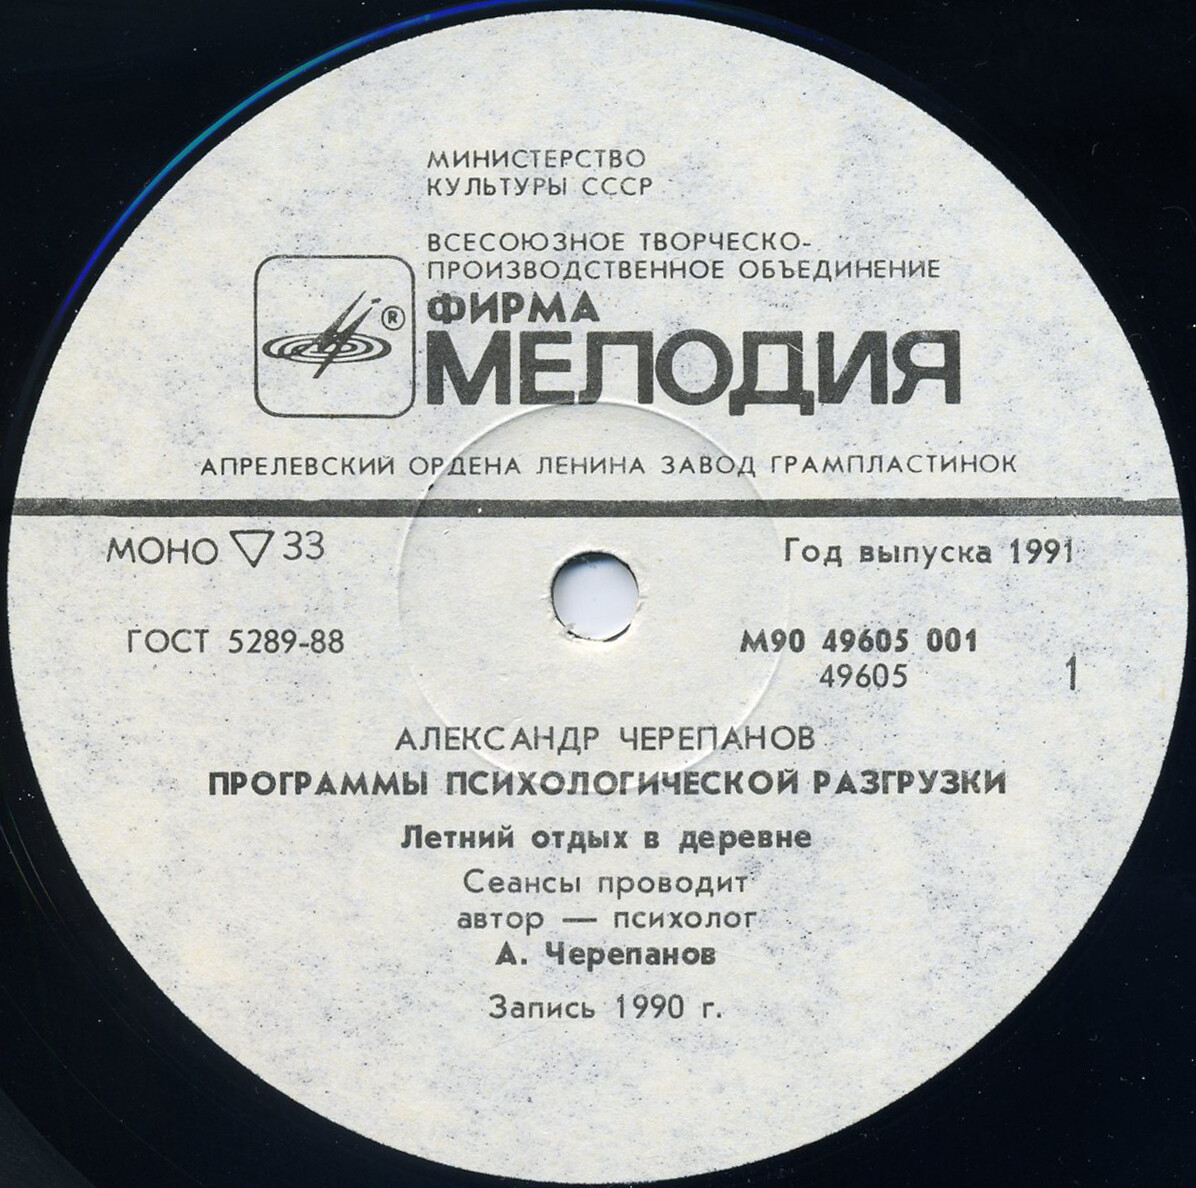 МИНИСТЕРСТВО
КУЛЬТУРЫ СССР
ВСЕСОЮЗНОЕ ТВОРЧЕСКО-
ПРОИЗВОДСТВЕННОЕ ОБЪЕДИНЕНИЕ
®
ФИРМА
МЕЛОДИЯ
АПРЕЛЕВСКИЙ ОРДЕНА ЛЕНИНА ЗАВОД ГРАМПЛАСТИНОК
МОНО ▽ 33
Год выпуска 1991
ГОСТ 5289-88
М90 49605 001
49605
1
АЛЕКСАНДР ЧЕРЕПАНОВ
ПРОГРАММЫ ПСИХОЛОГИЧЕСКОЙ РАЗГРУЗКИ
Летний отдых в деревне
Сеансы проводит
автор — психолог
А. Черепанов
Запись 1990 г.